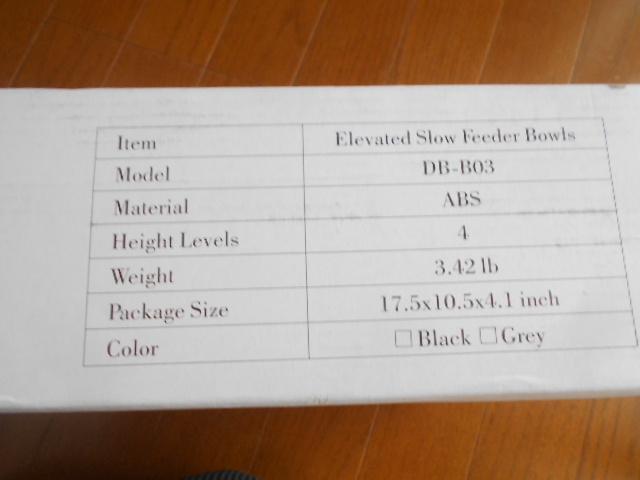 Item Elevated Slow Feeder Bowls
Model DB-B03
Material ABS
Height Levels 4
Weight 3.42 lb
Package Size 17.5x10.5x4.1 inch
Color □Black □Grey